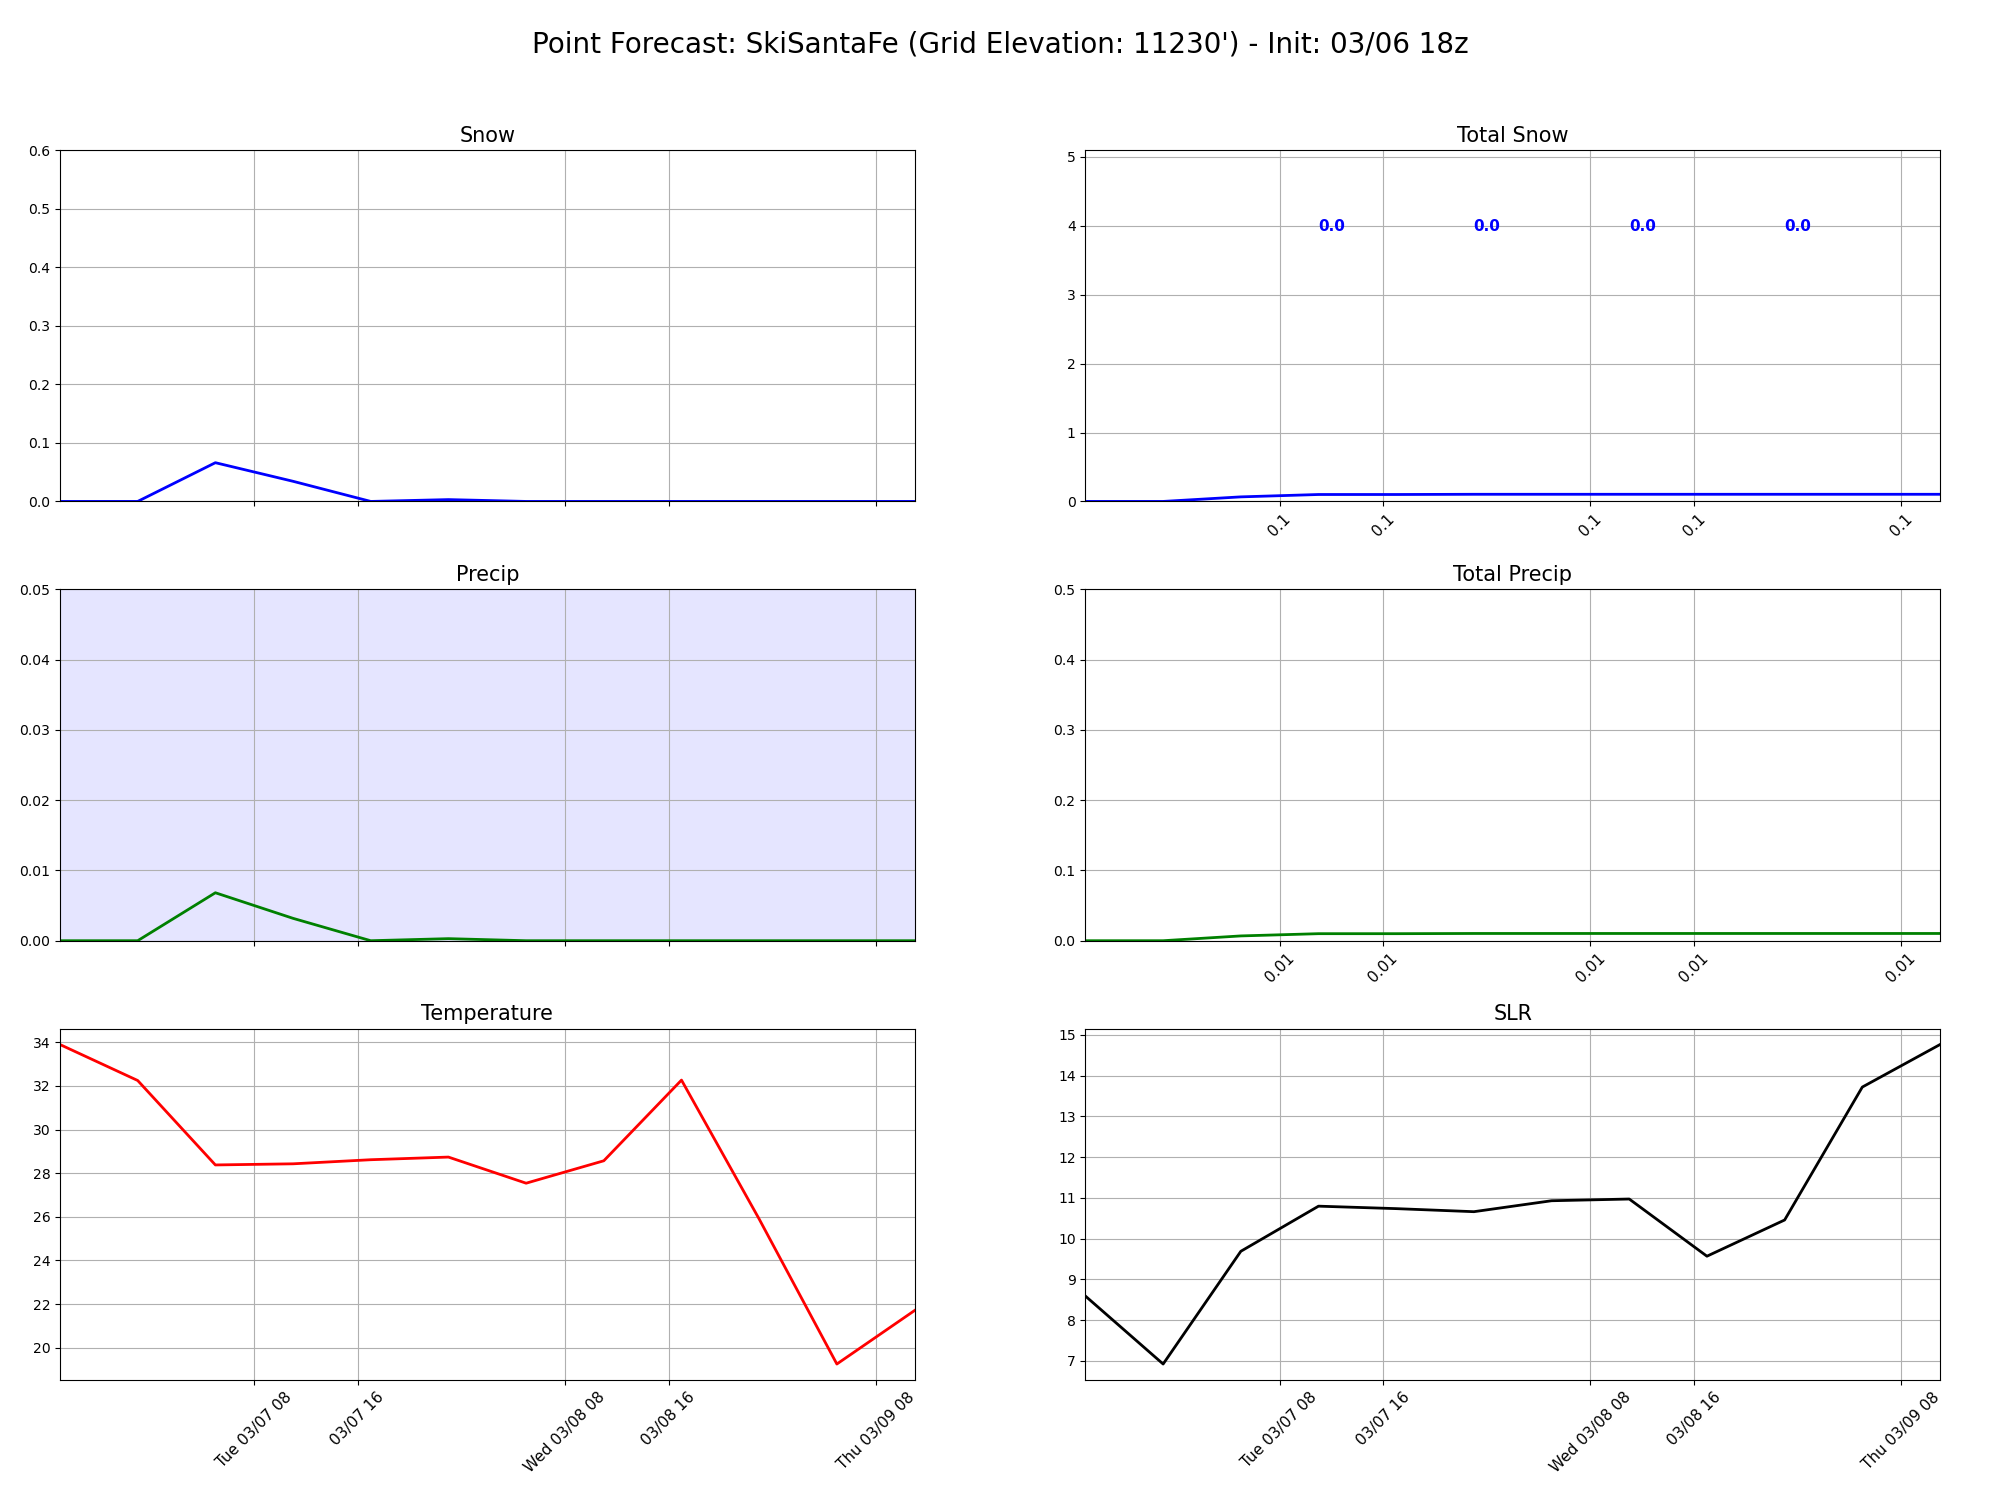 Point Forecast: SkiSantaFe (Grid Elevation: 11230') - Init: 03/06 18z
Snow
0.6
0.5
0.4
0.3
0.2
0.1
0.0
Total Snow
5
4
3
2
1
0
0.0 0.0 0.0 0.0
0.1 0.1 0.1 0.1 0.1
Precip
0.05
0.04
0.03
0.02
0.01
0.00
Total Precip
0.5
0.4
0.3
0.2
0.1
0.0
0.01 0.01 0.01 0.01 0.01
Temperature
34
32
30
28
26
24
22
20
Tue 03/07 08
03/07 16
Wed 03/08 08
03/08 16
Thu 03/09 08
SLR
15
14
13
12
11
10
9
8
7
Tue 03/07 08
03/07 16
Wed 03/08 08
03/08 16
Thu 03/09 08